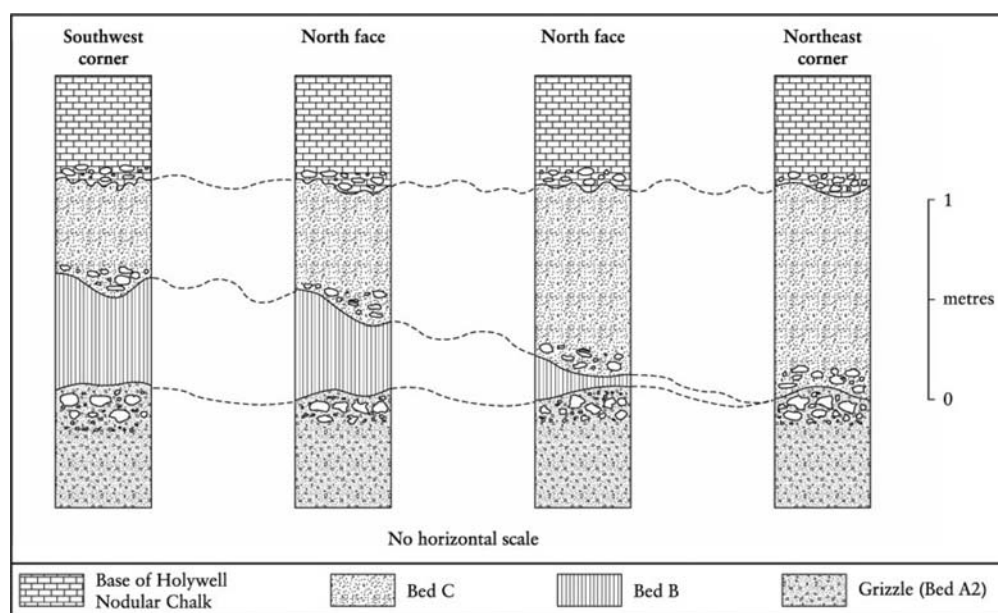 Southwest
corner
North face
North face
Northeast
corner
1
metres
0
No horizontal scale
Base of Holywell
Nodular Chalk
Bed C
Bed B
Grizzle (Bed A2)